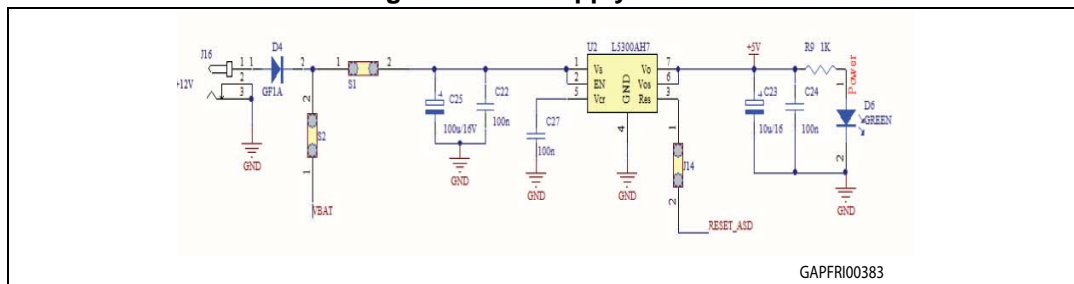 J16
+12V
1 1
2
3
D4
GF1A
2
1 S1 2
2
S2
1
VBAT
GND
C25
100u/16V
C22
100n
GND
C27
100n
GND
U2 L5300AH7
1 Vs
2 EN
5 Vcr
GND
4
Vo 7
Vos 6
Res 3
GND
1
J14
2
RESET_ASD
+5V
C23
10u/16
C24
100n
R9 1K
Power
1
D6
GREEN
2
GND
GAPFRI00383